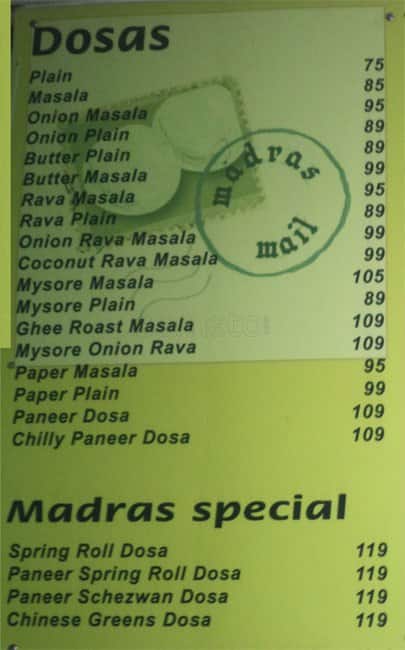 Dosas
Plain 75
Masala 85
Onion Masala 95
Onion Plain 89
Butter Plain 89
Butter Masala 99
Rava Masala 95
Rava Plain 89
Onion Rava Masala 99
Coconut Rava Masala 99
Mysore Masala 105
Mysore Plain 89
Ghee Roast Masala 109
Mysore Onion Rava 109
Paper Masala 95
Paper Plain 99
Paneer Dosa 109
Chilly Paneer Dosa 109
madras
mail
Madras special
Spring Roll Dosa 119
Paneer Spring Roll Dosa 119
Paneer Schezwan Dosa 119
Chinese Greens Dosa 119